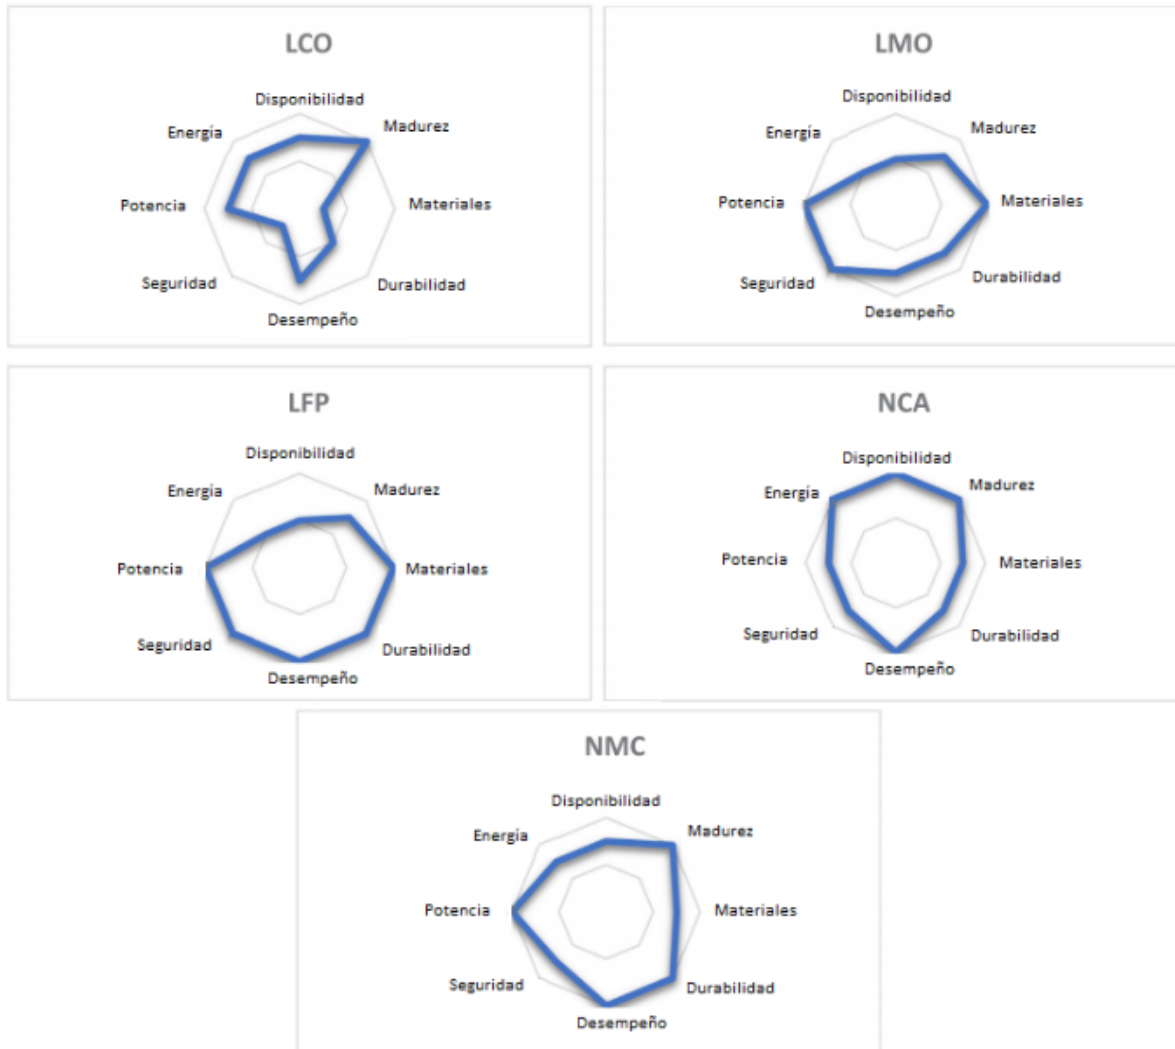 LCO
Disponibilidad
Energía
Madurez
Potencia
Materiales
Seguridad
Durabilidad
Desempeño
LMO
Disponibilidad
Energía
Madurez
Potencia
Materiales
Seguridad
Durabilidad
Desempeño
LFP
Disponibilidad
Energía
Madurez
Potencia
Materiales
Seguridad
Durabilidad
Desempeño
NCA
Disponibilidad
Energía
Madurez
Potencia
Materiales
Seguridad
Durabilidad
Desempeño
NMC
Disponibilidad
Energía
Madurez
Potencia
Materiales
Seguridad
Durabilidad
Desempeño